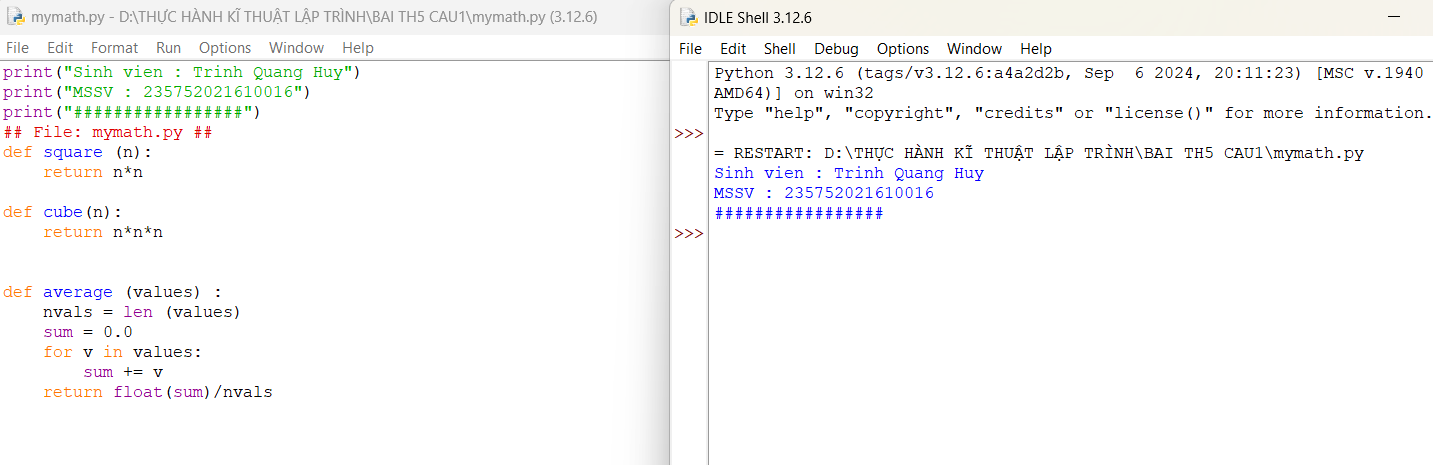 mymath.py - D:\THỰC HÀNH KĨ THUẬT LẬP TRÌNH\BAI TH5 CAU1\mymath.py (3.12.6)
File Edit Format Run Options Window Help
print("Sinh vien : Trinh Quang Huy")
print("MSSV : 235752021610016")
print("#################")
## File: mymath.py ##
def square (n):
    return n*n
def cube(n):
    return n*n*n
def average (values) :
    nvals = len (values)
    sum = 0.0
    for v in values:
        sum += v
    return float(sum)/nvals
IDLE Shell 3.12.6
File Edit Shell Debug Options Window Help
Python 3.12.6 (tags/v3.12.6:a4a2d2b, Sep  6 2024, 20:11:23) [MSC v.1940
AMD64)] on win32
Type "help", "copyright", "credits" or "license()" for more information.
>>>
= RESTART: D:\THỰC HÀNH KĨ THUẬT LẬP TRÌNH\BAI TH5 CAU1\mymath.py
Sinh vien : Trinh Quang Huy
MSSV : 235752021610016
#################
>>>